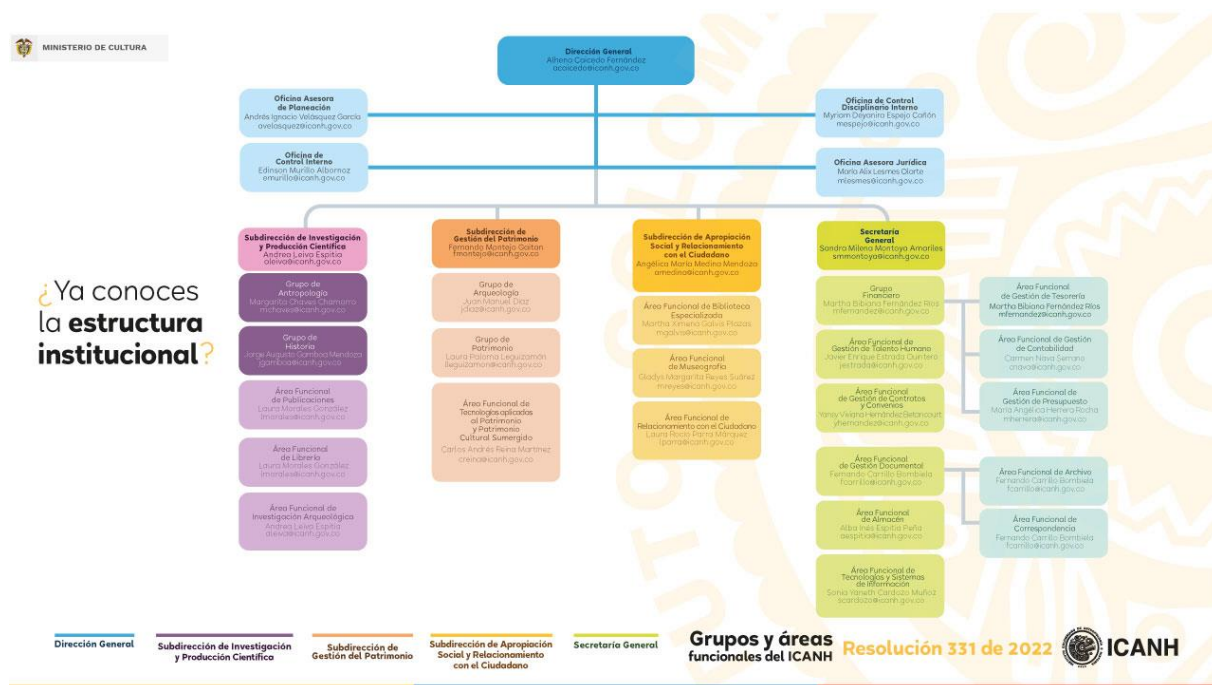 MINISTERIO DE CULTURA
Dirección General
Alhena Caicedo Fernández
acaicedo@icanh.gov.co
Oficina Asesora
de Planeación
Andrés Ignacio Velásquez García
avelasquez@icanh.gov.co
Oficina de Control
Disciplinario Interno
Myriam Deyanira Espejo Cañón
mespejo@icanh.gov.co
Oficina de
Control Interno
Edinson Murillo Albornoz
emurillo@icanh.gov.co
Oficina Asesora Jurídica
María Alix Lesmes Olarte
mlesmes@icanh.gov.co
¿Ya conoces
la estructura
institucional?
Subdirección de Investigación
y Producción Científica
Andrea Leiva Espitia
aleiva@icanh.gov.co
Grupo de
Antropología
Margarita Chaves Chamorro
mchaves@icanh.gov.co
Grupo de
Historia
Jorge Augusto Gamboa Mendoza
jgamboa@icanh.gov.co
Área Funcional
de Publicaciones
Laura Morales González
lmorales@icanh.gov.co
Área Funcional
de Librería
Laura Morales González
lmorales@icanh.gov.co
Área Funcional de
Investigación Arqueológica
Andrea Leiva Espitia
aleiva@icanh.gov.co
Subdirección de
Gestión del Patrimonio
Fernando Montejo Gaitán
fmontejo@icanh.gov.co
Grupo de
Arqueología
Juan Manuel Díaz
jdiaz@icanh.gov.co
Grupo de
Patrimonio
Laura Paloma Leguizamón
lleguizamon@icanh.gov.co
Área Funcional de
Tecnologías aplicadas
al Patrimonio
y Patrimonio
Cultural Sumergido
Carlos Andrés Reina Martínez
creina@icanh.gov.co
Subdirección de Apropiación
Social y Relacionamiento
con el Ciudadano
Angélica María Medina Mendoza
amedina@icanh.gov.co
Área Funcional de Biblioteca
Especializada
Martha Ximena Galvis Plazas
mgalvis@icanh.gov.co
Área Funcional
de Museografía
Gladys Margarita Reyes Suárez
mreyes@icanh.gov.co
Área Funcional de
Relacionamiento con el Ciudadano
Laura Rocío Parra Márquez
lparra@icanh.gov.co
Secretaría
General
Sandra Milena Montoya Amariles
smmontoya@icanh.gov.co
Grupo
Financiero
Martha Bibiana Fernández Ríos
mfernandez@icanh.gov.co
Área Funcional de
Gestión de Talento Humano
Javier Enrique Estrada Quintero
jestrada@icanh.gov.co
Área Funcional
de Gestión de Contratos
y Convenios
Yansy Viviana Hernández Betancourt
yhernandez@icanh.gov.co
Área Funcional
de Gestión Documental
Fernando Carrillo Bombiela
fcarrillo@icanh.gov.co
Área Funcional
de Almacén
Alba Inés Espitia Peña
aespitia@icanh.gov.co
Área Funcional de
Tecnologías y Sistemas
de Información
Sonia Yaneth Cardozo Muñoz
scardozo@icanh.gov.co
Área Funcional
de Gestión de Tesorería
Martha Bibiana Fernández Ríos
mfernandez@icanh.gov.co
Área Funcional de Gestión
de Contabilidad
Carmen Nava Serrano
cnava@icanh.gov.co
Área Funcional de
Gestión de Presupuesto
María Angélica Herrera Rocha
mherrera@icanh.gov.co
Área Funcional de Archivo
Fernando Carrillo Bombiela
fcarrillo@icanh.gov.co
Área Funcional de
Correspondencia
Fernando Carrillo Bombiela
fcarrillo@icanh.gov.co
Dirección General
Subdirección de Investigación
y Producción Científica
Subdirección de
Gestión del Patrimonio
Subdirección de Apropiación
Social y Relacionamiento
con el Ciudadano
Secretaría General
Grupos y áreas
funcionales del ICANH
Resolución 331 de 2022
ICANH